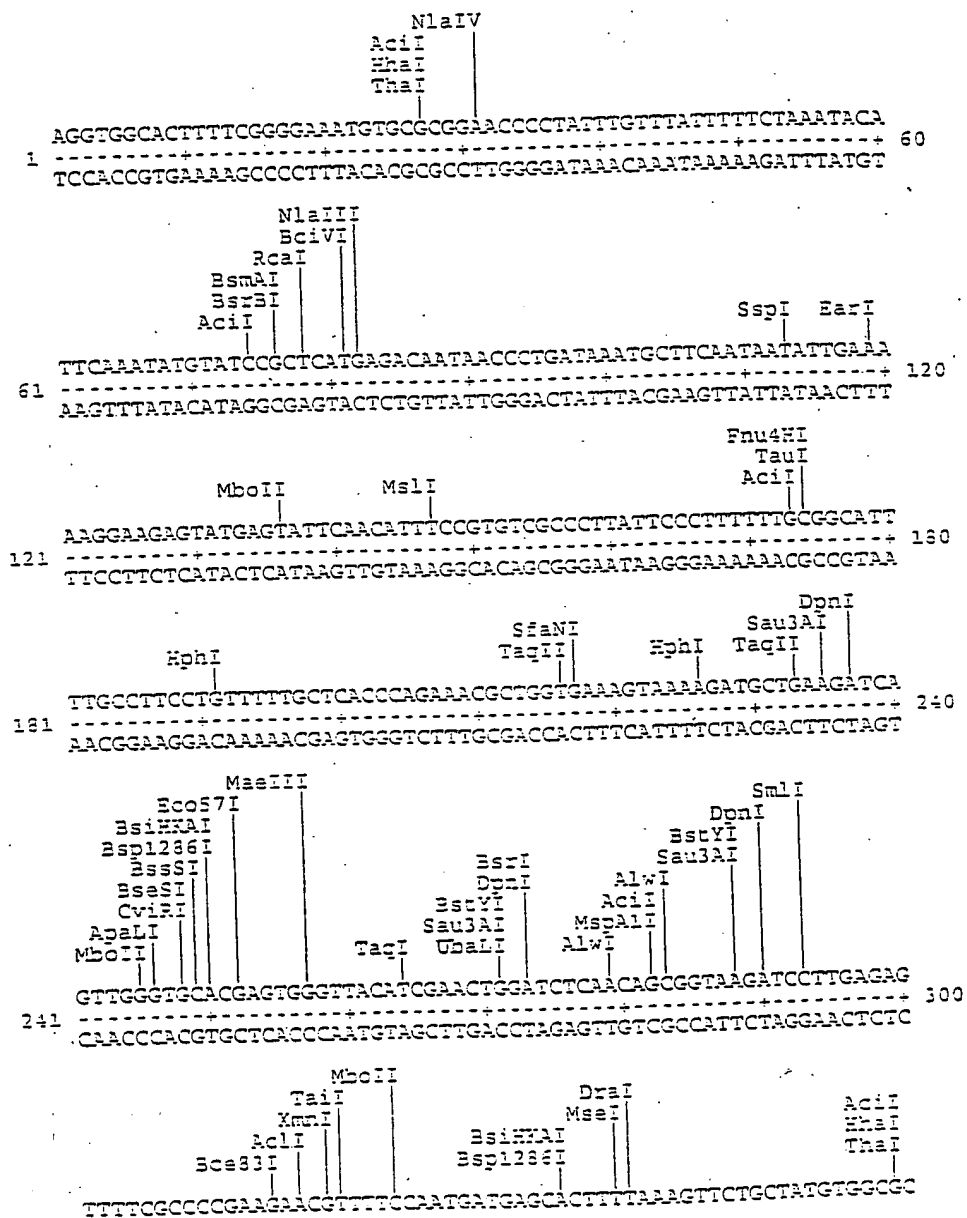 NlaIV
AciI
HhaI
ThaI
AGGTGGCACTTTTCGGGGAAATGTGCGCGGAACCCCTATTTGTTTATTTTTCTAAATACA
1 ---------+---------+---------+---------+---------+---------+ 60
TCCACCGTGAAAAGCCCCTTTACACGCGCCTTGGGGATAAACAAATAAAAAGATTTATGT
NlaIII
BciVI
RcaI
BsmAI
BsrBI SspI EarI
AciI
TTCAAATATGTATCCGCTCATGAGACAATAACCCTGATAAATGCTTCAATAATATTGAAA
61 ---------+---------+---------+---------+---------+---------+ 120
AAGTTTATACATAGGCGAGTACTCTGTTATTGGGACTATTTACGAAGTTATTATAACTTT
Fnu4HI
TauI
MboII MslI AciI
AAGGAAGAGTATGAGTATTCAACATTTCCGTGTCGCCCTTATTCCCTTTTTTGCGGCATT
121 ---------+---------+---------+---------+---------+---------+ 180
TTCCTTCTCATACTCATAAGTTGTAAAGGCACAGCGGGAATAAGGGAAAAAACGCCGTAA
DpnI
SfaNI Sau3AI
HphI TaqII HphI TaqII
TTGCCTTCCTGTTTTTGCTCACCCAGAAACGCTGGTGAAAGTAAAAGATGCTGAAGATCA
181 ---------+---------+---------+---------+---------+---------+ 240
AACGGAAGGACAAAAACGAGTGGGTCTTTGCGACCACTTTCATTTTCTACGACTTCTAGT
MaeIII
Eco57I SmlI
BsiHKAI DpnI
Bsp1286I BstYI
BssSI BsrI Sau3AI
BseSI DpnI AlwI
CviRI BstYI AciI
ApaLI Sau3AI MspA1I
MboII TaqI UbaLI AlwI
GTTGGGTGCACGAGTGGGTTACATCGAACTGGATCTCAACAGCGGTAAGATCCTTGAGAG
241 ---------+---------+---------+---------+---------+---------+ 300
CAACCCACGTGCTCACCCAATGTAGCTTGACCTAGAGTTGTCGCCATTCTAGGAACTCTC
MboII
TaiI DraI AciI
XmnI MseI HhaI
AclI BsiHKAI ThaI
Bce83I Bsp1286I
TTTTCGCCCCGAAGAACGTTTTCCAATGATGAGCACTTTTAAAGTTCTGCTATGTGGCGC